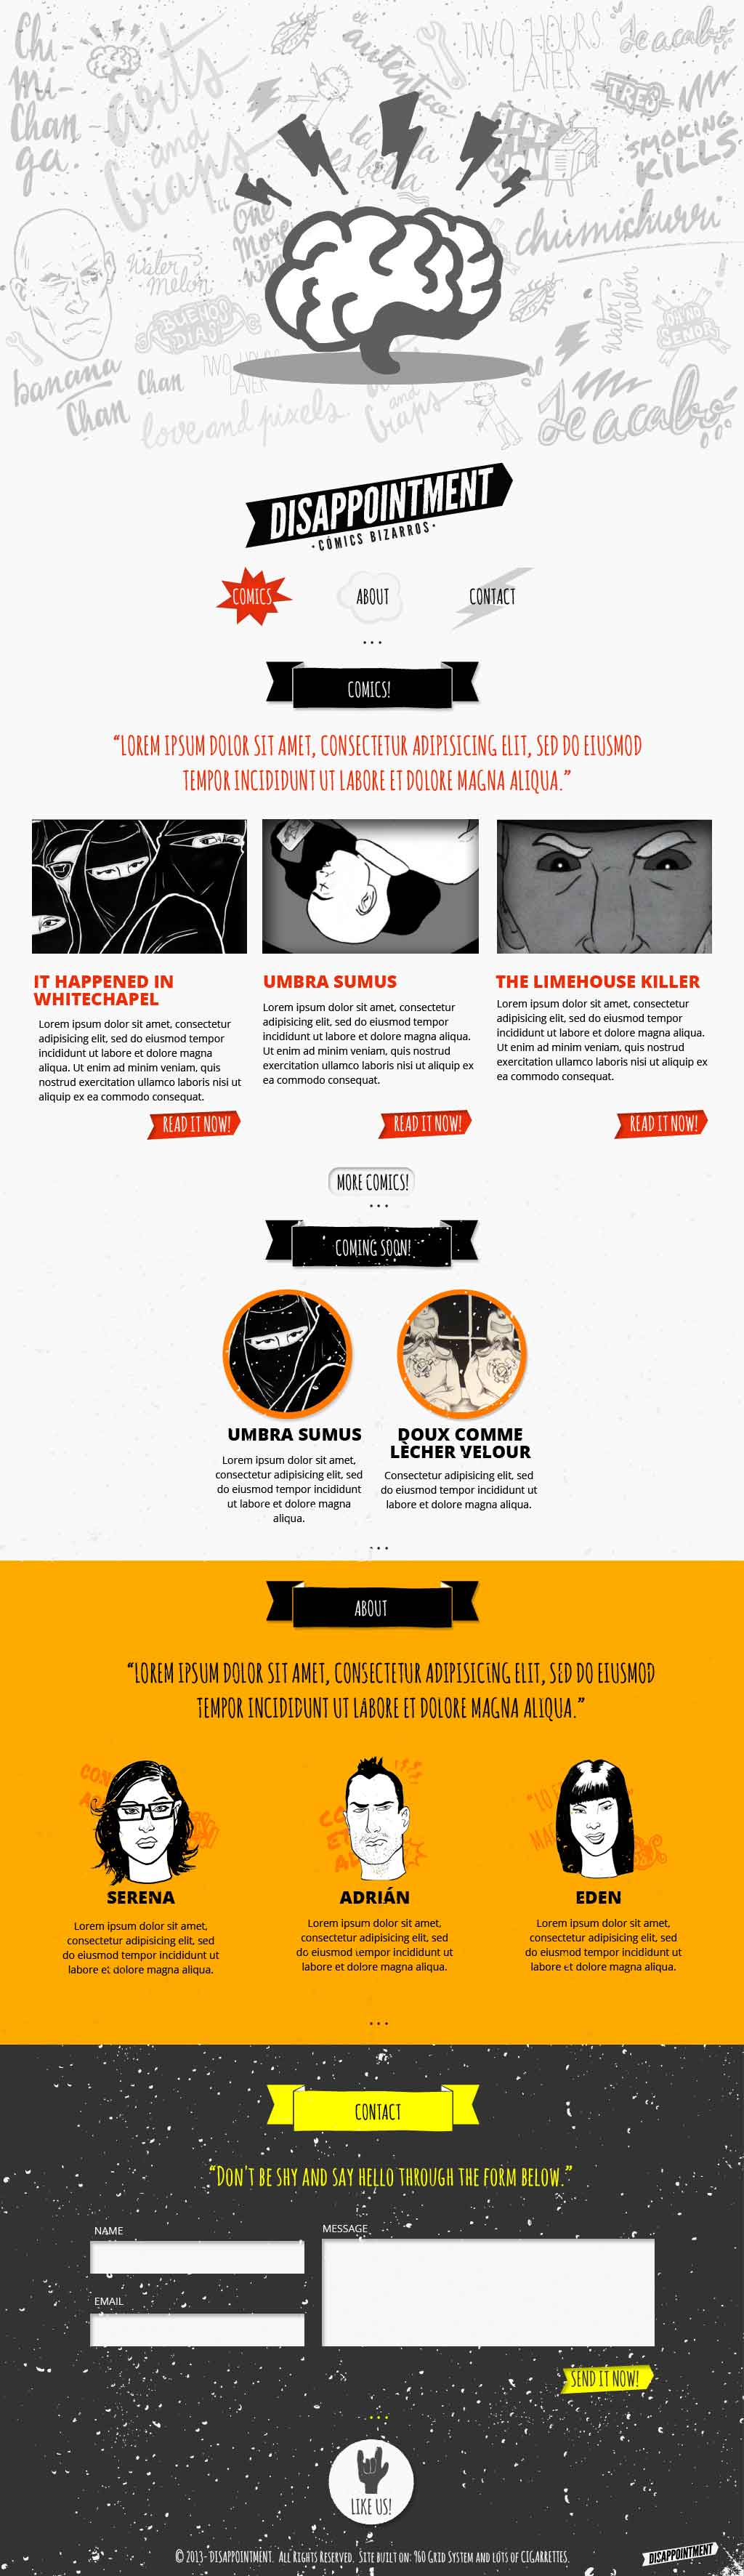 Chi-
mi-
Chan
ga.
arts
and
Craps
auténtico
TWO HOURS
LATER
Se acabó
TRES
SMOKING
KILLS
la
es bella
One
More
chumichurri
Water
melon
BUENOS
DIAS
Water
Melon
OH NO
SEÑOR
banana
Chan
Chan
TWO HOURS
LATER
love and pixels
and
Craps
Se acabó
DISAPPOINTMENT
·CÓMICS BIZARROS·
COMICS
ABOUT
CONTACT
...
COMICS!
“LOREM IPSUM DOLOR SIT AMET, CONSECTETUR ADIPISICING ELIT, SED DO EIUSMOD
TEMPOR INCIDIDUNT UT LABORE ET DOLORE MAGNA ALIQUA.”
IT HAPPENED IN
WHITECHAPEL
Lorem ipsum dolor sit amet, consectetur
adipisicing elit, sed do eiusmod tempor
incididunt ut labore et dolore magna
aliqua. Ut enim ad minim veniam, quis
nostrud exercitation ullamco laboris nisi ut
aliquip ex ea commodo consequat.
READ IT NOW!
UMBRA SUMUS
Lorem ipsum dolor sit amet, consectetur
adipisicing elit, sed do eiusmod tempor
incididunt ut labore et dolore magna aliqua.
Ut enim ad minim veniam, quis nostrud
exercitation ullamco laboris nisi ut aliquip ex
ea commodo consequat.
READ IT NOW!
THE LIMEHOUSE KILLER
Lorem ipsum dolor sit amet, consectetur
adipisicing elit, sed do eiusmod tempor
incididunt ut labore et dolore magna aliqua.
Ut enim ad minim veniam, quis nostrud
exercitation ullamco laboris nisi ut aliquip ex
ea commodo consequat.
READ IT NOW!
MORE COMICS!
...
COMING SOON!
UMBRA SUMUS
Lorem ipsum dolor sit amet,
consectetur adipisicing elit, sed
do eiusmod tempor incididunt
ut labore et dolore magna
aliqua.
DOUX COMME
LÈCHER VELOUR
Consectetur adipisicing elit, sed
do eiusmod tempor incididunt ut
labore et dolore magna aliqua.
...
ABOUT
“LOREM IPSUM DOLOR SIT AMET, CONSECTETUR ADIPISICING ELIT, SED DO EIUSMOD
TEMPOR INCIDIDUNT UT LABORE ET DOLORE MAGNA ALIQUA.”
SERENA
Lorem ipsum dolor sit amet,
consectetur adipisicing elit, sed
do eiusmod tempor incididunt ut
labore et dolore magna aliqua.
ADRIÁN
Lorem ipsum dolor sit amet,
consectetur adipisicing elit, sed
do eiusmod tempor incididunt ut
labore et dolore magna aliqua.
EDEN
Lorem ipsum dolor sit amet,
consectetur adipisicing elit, sed
do eiusmod tempor incididunt ut
labore et dolore magna aliqua.
...
CONTACT
“DON'T BE SHY AND SAY HELLO THROUGH THE FORM BELOW.”
NAME
EMAIL
MESSAGE
SEND IT NOW!
...
LIKE US!
© 2013- DISAPPOINTMENT. ALL RIGHTS RESERVED. SITE BUILT ON: 960 GRID SYSTEM AND LOTS OF CIGARRETTES.
DISAPPOINTMENT